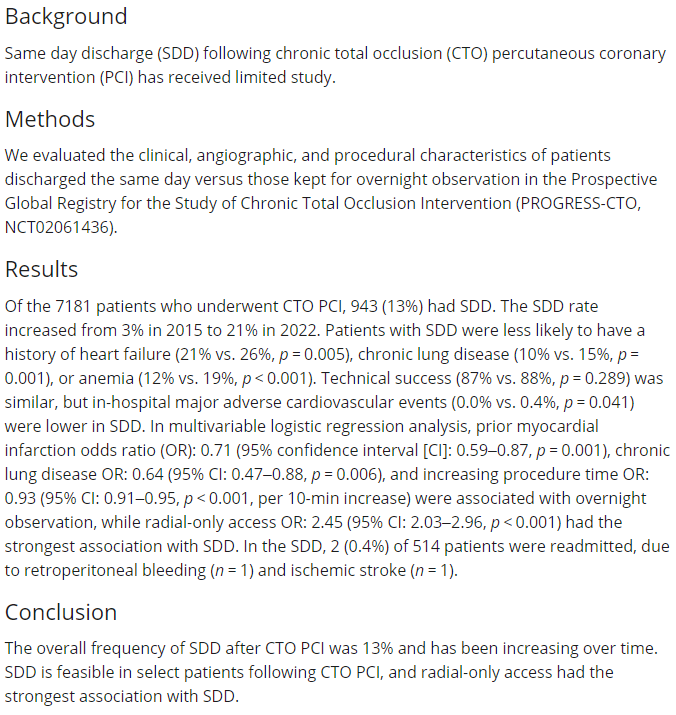 Background
Same day discharge (SDD) following chronic total occlusion (CTO) percutaneous coronary
intervention (PCI) has received limited study.
Methods
We evaluated the clinical, angiographic, and procedural characteristics of patients
discharged the same day versus those kept for overnight observation in the Prospective
Global Registry for the Study of Chronic Total Occlusion Intervention (PROGRESS-CTO,
NCT02061436).
Results
Of the 7181 patients who underwent CTO PCI, 943 (13%) had SDD. The SDD rate
increased from 3% in 2015 to 21% in 2022. Patients with SDD were less likely to have a
history of heart failure (21% vs. 26%, p = 0.005), chronic lung disease (10% vs. 15%, p =
0.001), or anemia (12% vs. 19%, p < 0.001). Technical success (87% vs. 88%, p = 0.289) was
similar, but in-hospital major adverse cardiovascular events (0.0% vs. 0.4%, p = 0.041)
were lower in SDD. In multivariable logistic regression analysis, prior myocardial
infarction odds ratio (OR): 0.71 (95% confidence interval [CI]: 0.59–0.87, p = 0.001), chronic
lung disease OR: 0.64 (95% CI: 0.47–0.88, p = 0.006), and increasing procedure time OR:
0.93 (95% CI: 0.91–0.95, p < 0.001, per 10-min increase) were associated with overnight
observation, while radial-only access OR: 2.45 (95% CI: 2.03–2.96, p < 0.001) had the
strongest association with SDD. In the SDD, 2 (0.4%) of 514 patients were readmitted, due
to retroperitoneal bleeding (n = 1) and ischemic stroke (n = 1).
Conclusion
The overall frequency of SDD after CTO PCI was 13% and has been increasing over time.
SDD is feasible in select patients following CTO PCI, and radial-only access had the
strongest association with SDD.